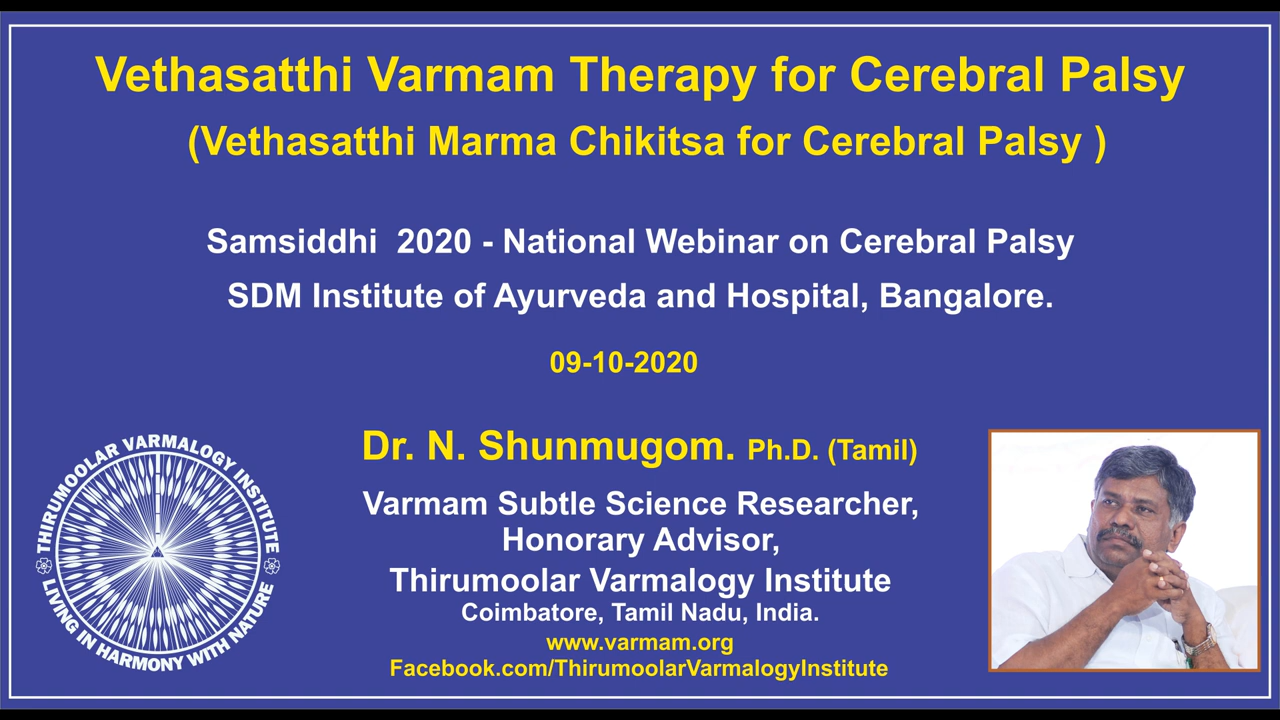 Vethasatthi Varmam Therapy for Cerebral Palsy
(Vethasatthi Marma Chikitsa for Cerebral Palsy )
Samsiddhi  2020 - National Webinar on Cerebral Palsy
SDM Institute of Ayurveda and Hospital, Bangalore.
09-10-2020
Dr. N. Shunmugom. Ph.D. (Tamil)
Varmam Subtle Science Researcher,
Honorary Advisor,
Thirumoolar Varmalogy Institute
Coimbatore, Tamil Nadu, India.
www.varmam.org
Facebook.com/ThirumoolarVarmalogyInstitute
THIRUMOOLAR VARMALOGY INSTITUTE
LIVING IN HARMONY WITH NATURE